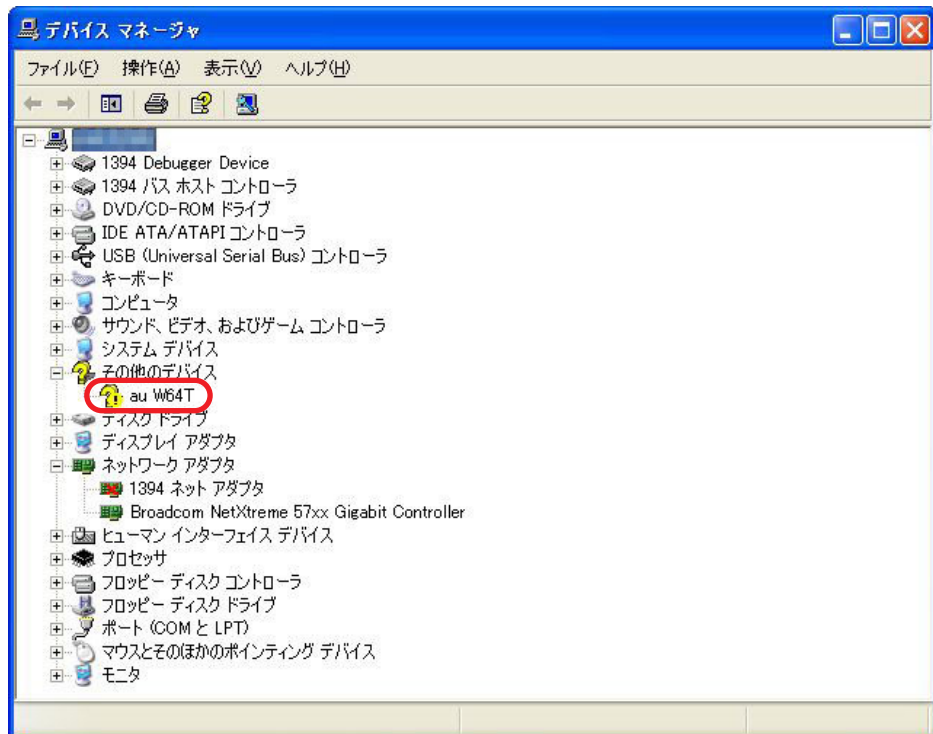 デバイス マネージャ
ファイル(F) 操作(A) 表示(V) ヘルプ(H)
1394 Debugger Device
1394 バス ホスト コントローラ
DVD/CD-ROM ドライブ
IDE ATA/ATAPI コントローラ
USB (Universal Serial Bus) コントローラ
キーボード
コンピュータ
サウンド、ビデオ、およびゲーム コントローラ
システム デバイス
その他のデバイス
au W64T
ディスク ドライブ
ディスプレイ アダプタ
ネットワーク アダプタ
1394 ネット アダプタ
Broadcom NetXtreme 57xx Gigabit Controller
ヒューマン インターフェイス デバイス
プロセッサ
フロッピー ディスク コントローラ
フロッピー ディスク ドライブ
ポート (COM と LPT)
マウスとそのほかのポインティング デバイス
モニタ